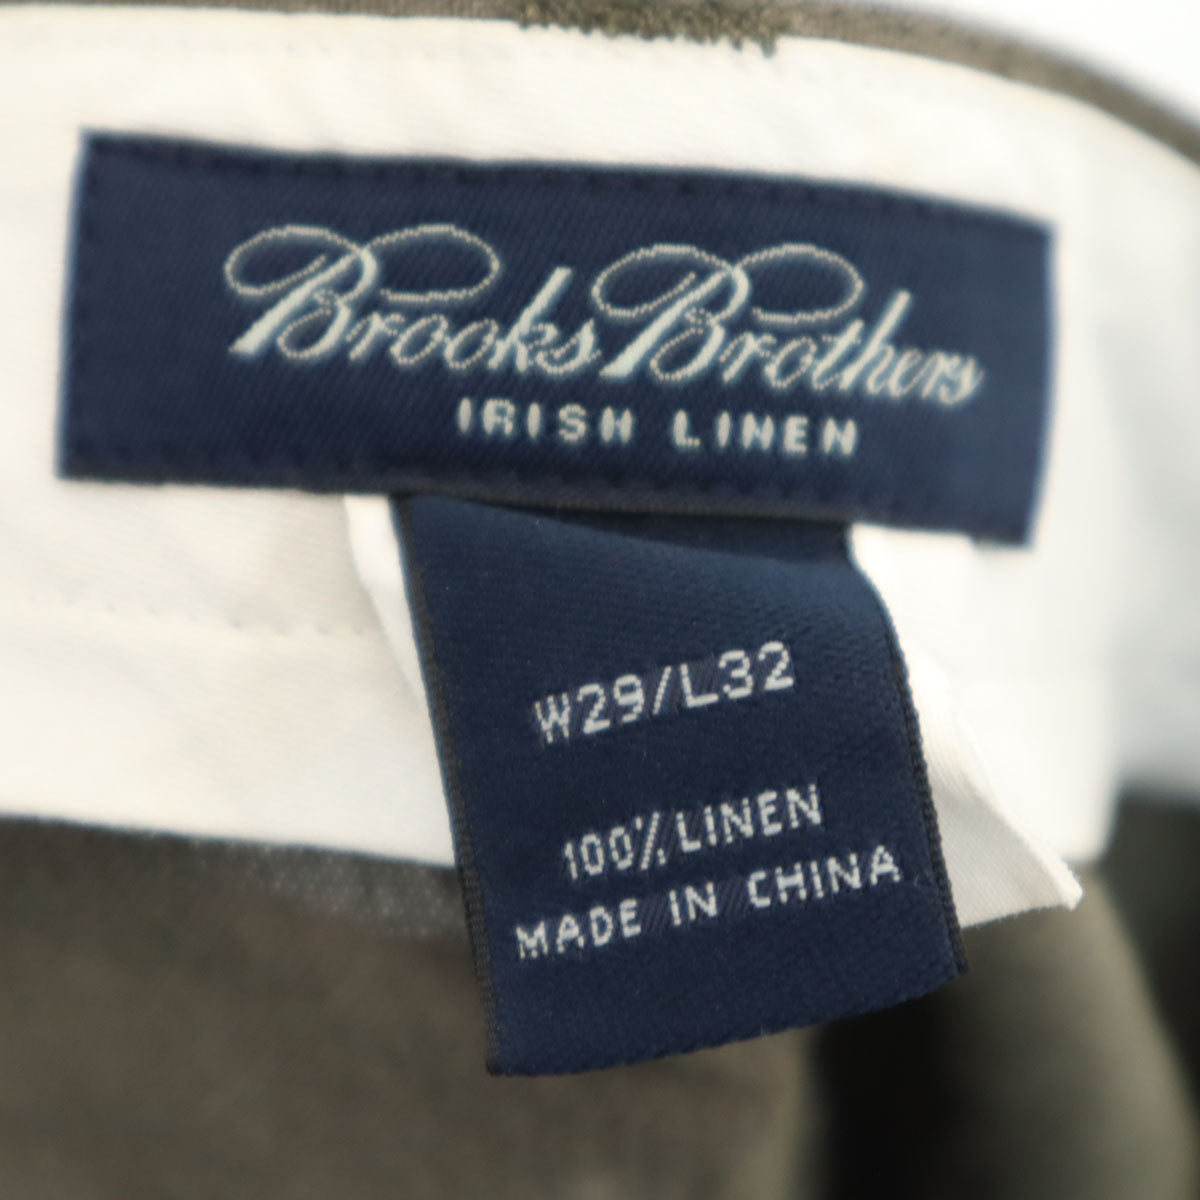 Brooks Brothers
IRISH LINEN
W29/L32
100% LINEN
MADE IN CHINA